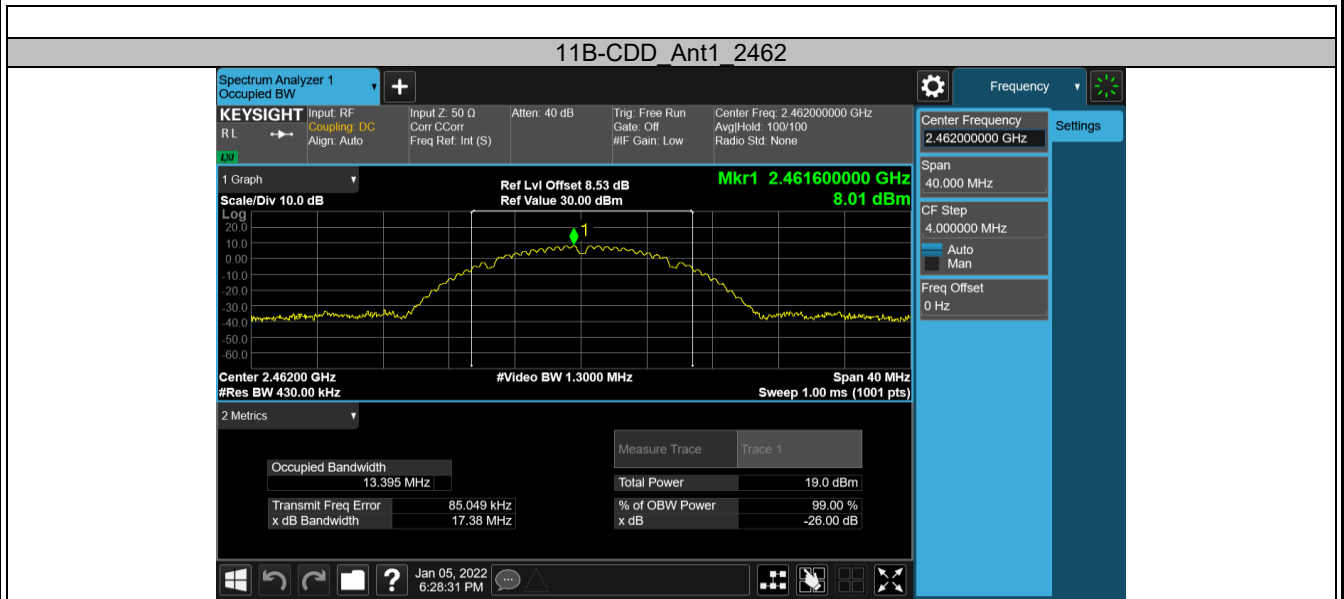 11B-CDD_Ant1_2462
Spectrum Analyzer 1
Occupied BW
+
Frequency
KEYSIGHT
R L
LXI
Input: RF
Coupling: DC
Align: Auto
Input Z: 50 Ω
Corr CCorr
Freq Ref: Int (S)
Atten: 40 dB
Trig: Free Run
Gate: Off
#IF Gain: Low
Center Freq: 2.462000000 GHz
Avg|Hold: 100/100
Radio Std: None
Center Frequency
2.462000000 GHz
Settings
Span
40.000 MHz
CF Step
4.000000 MHz
Auto
Man
Freq Offset
0 Hz
1 Graph
Scale/Div 10.0 dB
Ref Lvl Offset 8.53 dB
Ref Value 30.00 dBm
Mkr1 2.461600000 GHz
8.01 dBm
Log
20.0
10.0
0.00
-10.0
-20.0
-30.0
-40.0
-50.0
-60.0
1
Center 2.46200 GHz
#Video BW 1.3000 MHz
Span 40 MHz
#Res BW 430.00 kHz
Sweep 1.00 ms (1001 pts)
2 Metrics
Measure Trace Trace 1
Occupied Bandwidth
13.395 MHz
Total Power 19.0 dBm
Transmit Freq Error 85.049 kHz
% of OBW Power 99.00 %
x dB Bandwidth 17.38 MHz
x dB -26.00 dB
?
Jan 05, 2022
6:28:31 PM